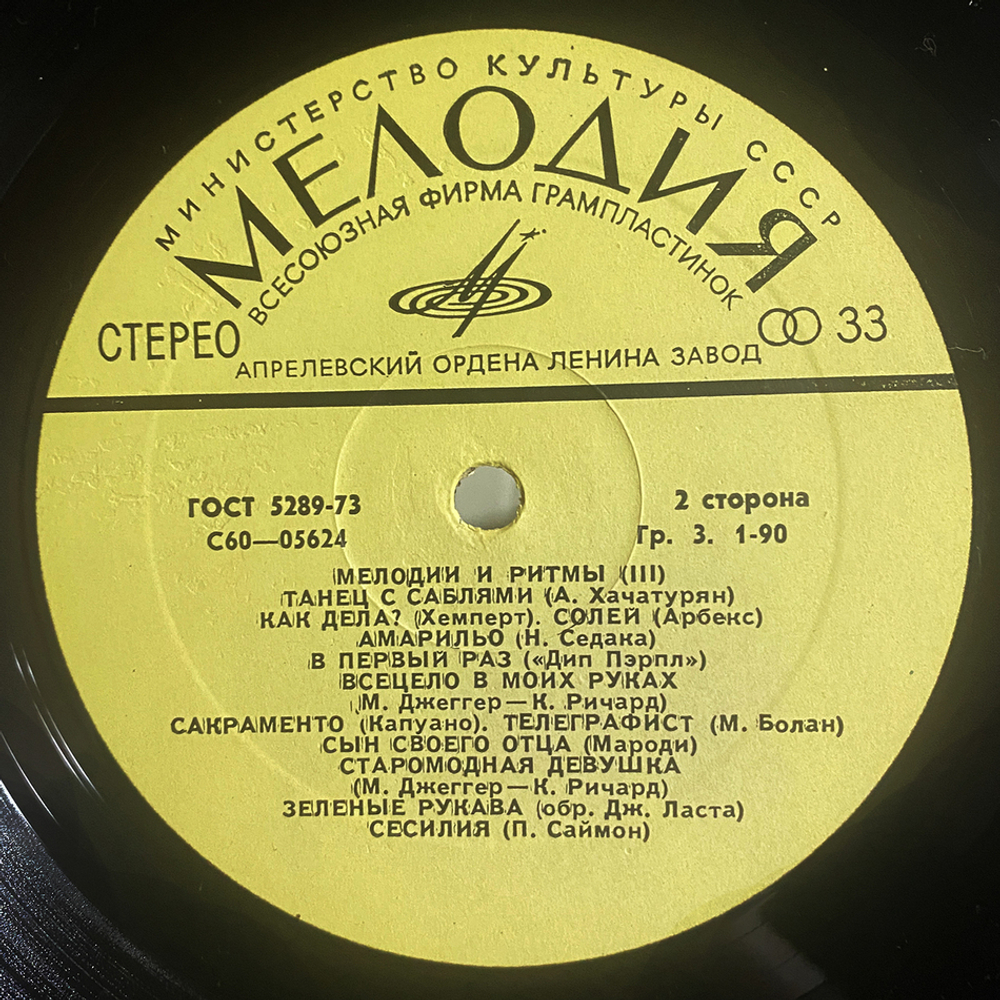 МИНИСТЕРСТВО КУЛЬТУРЫ СССР
МЕЛОДИЯ
ВСЕСОЮЗНАЯ ФИРМА ГРАМПЛАСТИНОК
СТЕРЕО
33
АПРЕЛЕВСКИЙ ОРДЕНА ЛЕНИНА ЗАВОД
ГОСТ 5289-73
2 сторона
С60—05624
Гр. 3. 1-90
МЕЛОДИИ И РИТМЫ (III)
ТАНЕЦ С САБЛЯМИ (А. Хачатурян)
КАК ДЕЛА? (Хемперт). СОЛЕЙ (Арбекс)
АМАРИЛЬО (Н. Седака)
В ПЕРВЫЙ РАЗ («Дип Пэрпл»)
ВСЕЦЕЛО В МОИХ РУКАХ
(М. Джеггер—К. Ричард)
САКРАМЕНТО (Капуано). ТЕЛЕГРАФИСТ (М. Болан)
СЫН СВОЕГО ОТЦА (Мароди)
СТАРОМОДНАЯ ДЕВУШКА
(М. Джеггер—К. Ричард)
ЗЕЛЕНЫЕ РУКАВА (обр. Дж. Ласта)
СЕСИЛИЯ (П. Саймон)